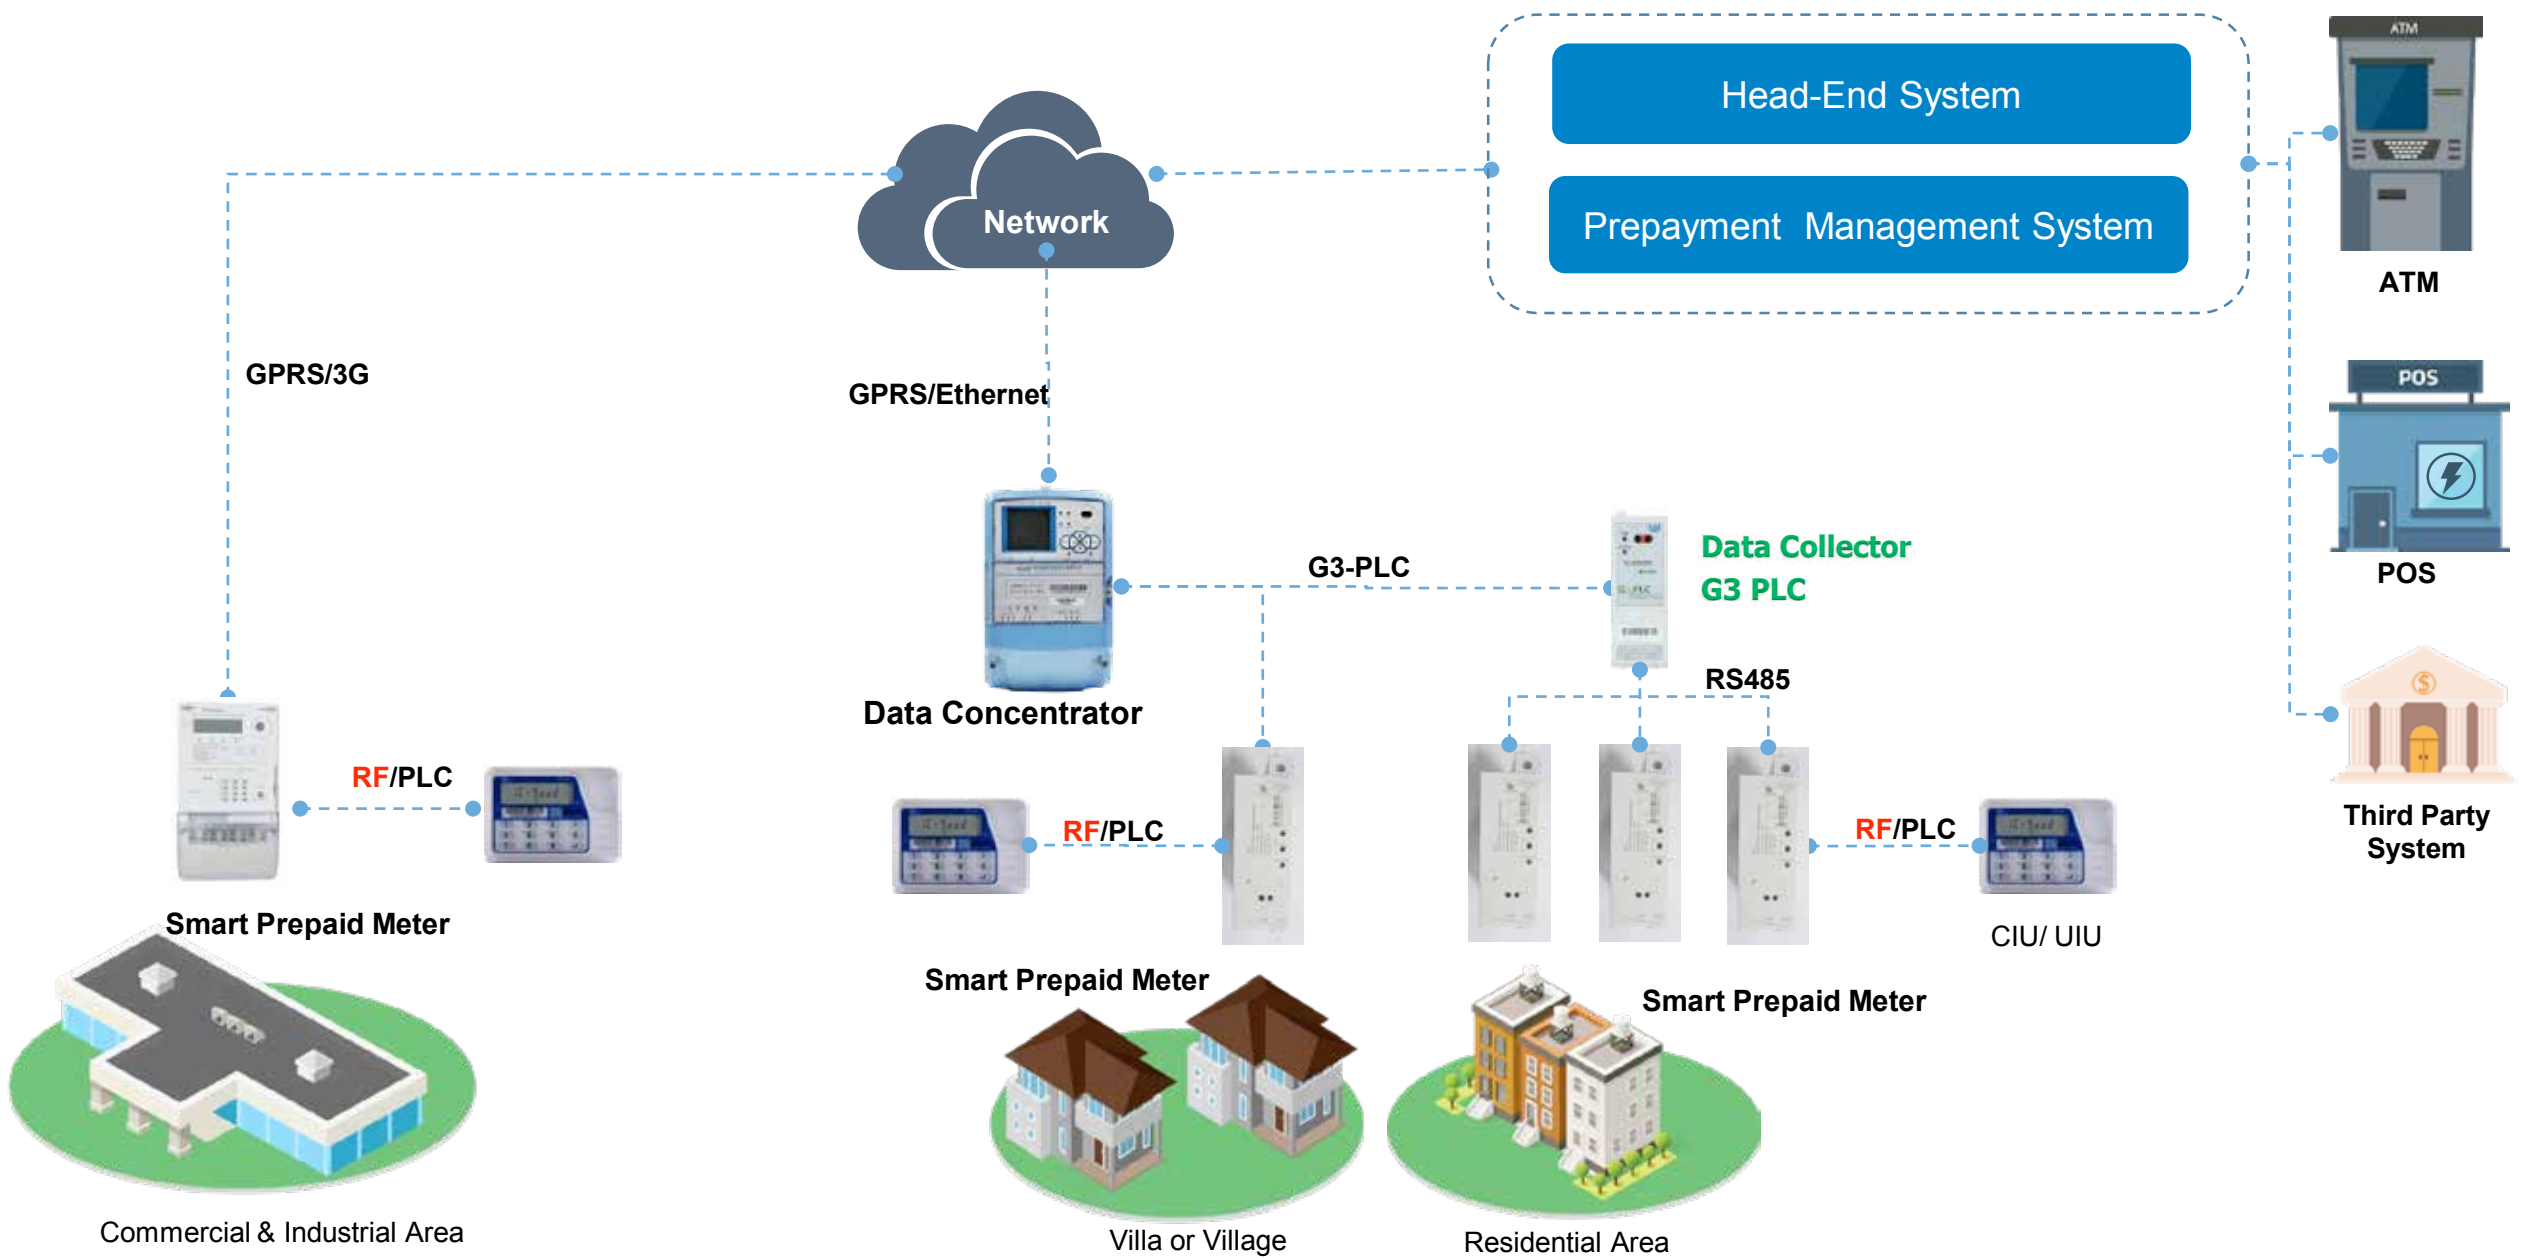 Head-End System
Prepayment Management System
ATM
ATM
Network
GPRS/3G
GPRS/Ethernet
POS
POS
G3-PLC
Data Collector
G3 PLC
RS485
Data Concentrator
RF/PLC
RF/PLC
RF/PLC
Third Party
System
Smart Prepaid Meter
CIU/ UIU
Smart Prepaid Meter
Smart Prepaid Meter
Commercial & Industrial Area
Villa or Village
Residential Area